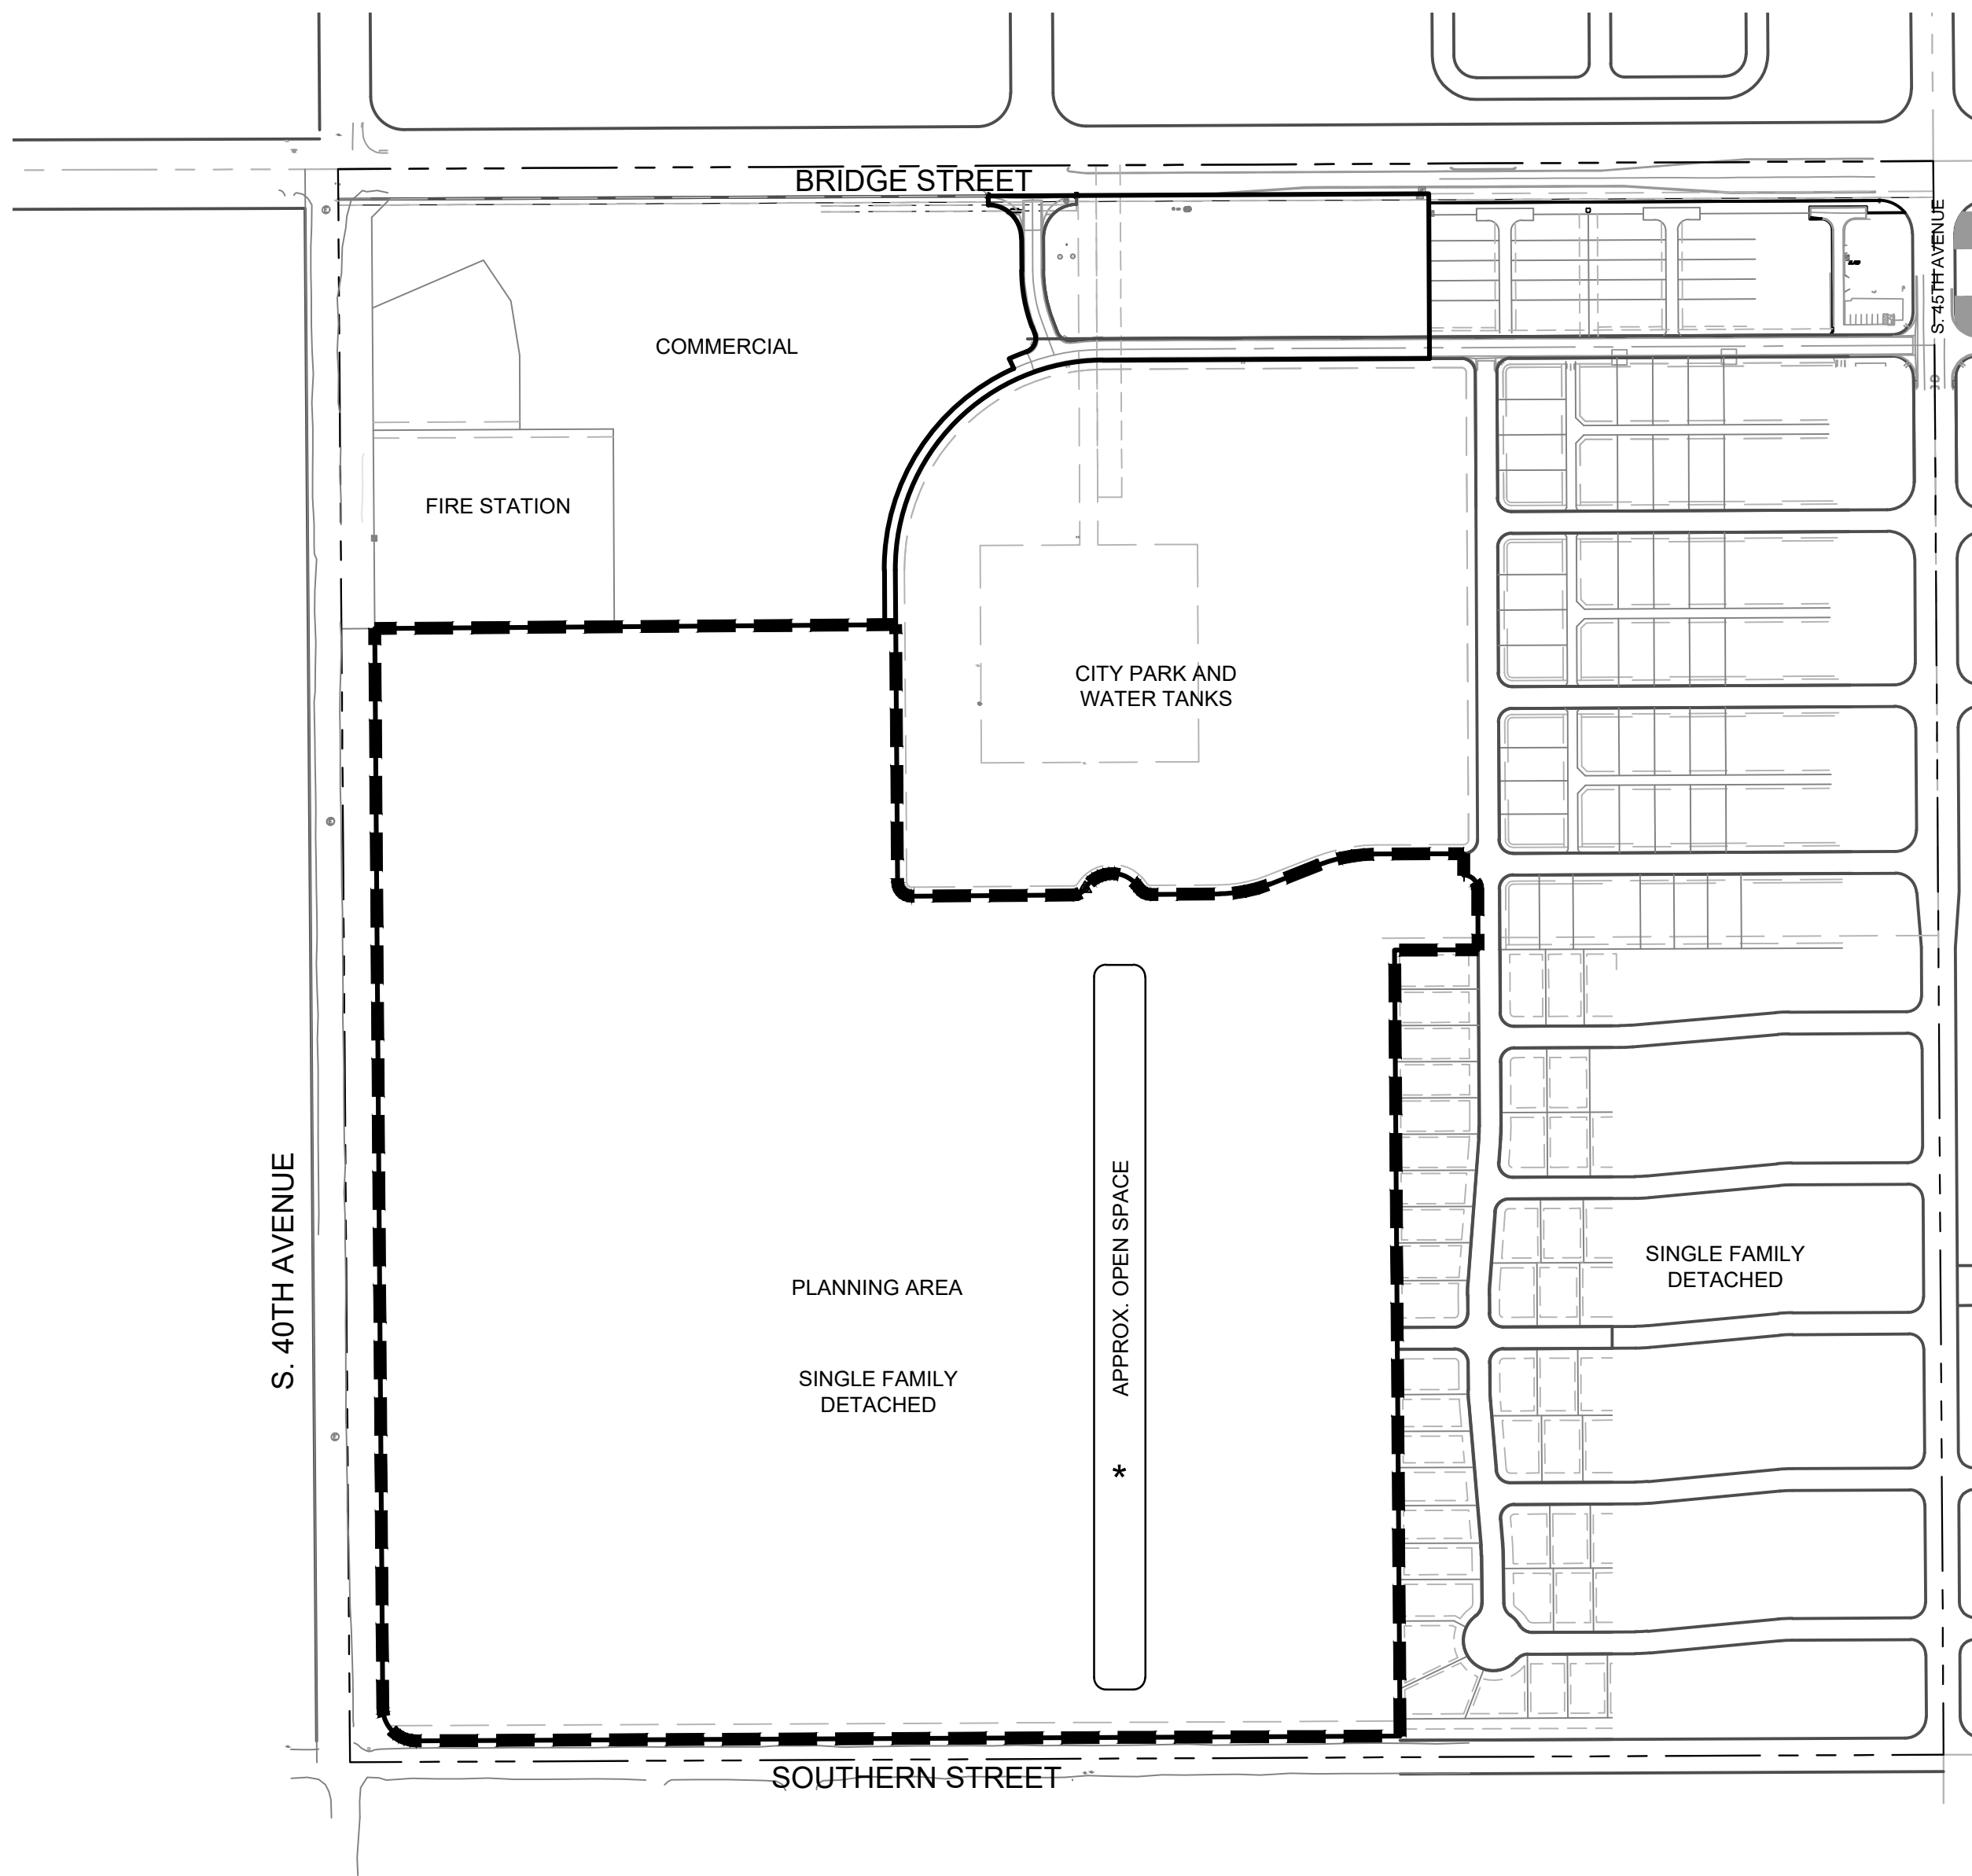 BRIDGE STREET
S. 45TH AVENUE
COMMERCIAL
FIRE STATION
CITY PARK AND
WATER TANKS
S. 40TH AVENUE
APPROX. OPEN SPACE
*
PLANNING AREA
SINGLE FAMILY
DETACHED
SINGLE FAMILY
DETACHED
SOUTHERN STREET